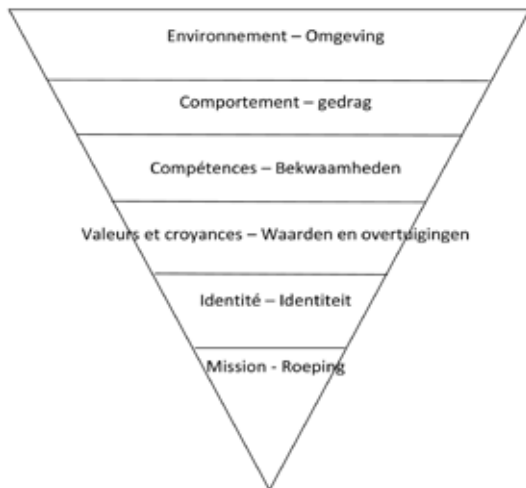 Environnement – Omgeving
Comportement – gedrag
Compétences – Bekwaamheden
Valeurs et croyances – Waarden en overtuigingen
Identité – Identiteit
Mission - Roeping